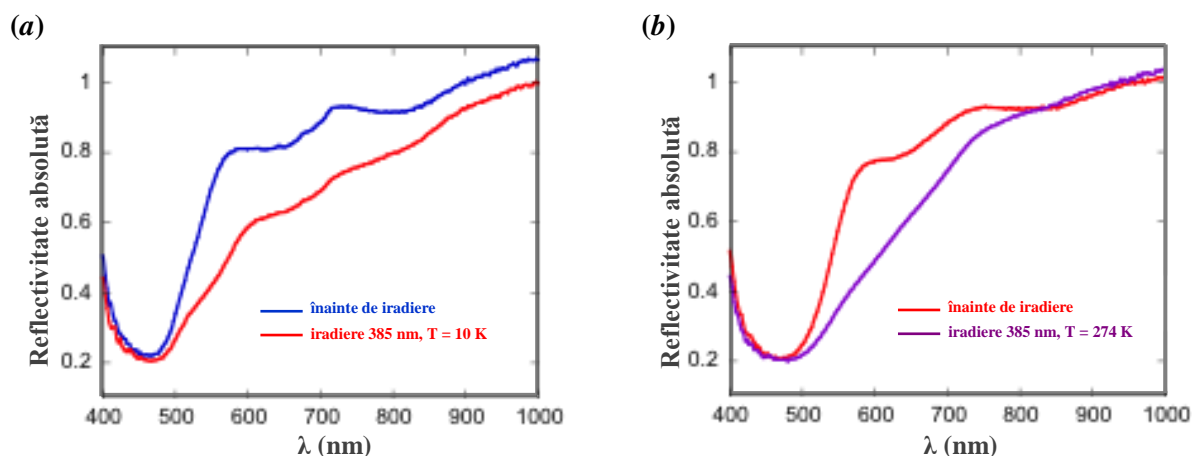 (a)
Reflectivitate absolută
1
0.8
0.6
0.4
0.2
înainte de iradiere
iradiere 385 nm, T = 10 K
400 500 600 700 800 900 1000
λ (nm)
(b)
Reflectivitate absolută
1
0.8
0.6
0.4
0.2
înainte de iradiere
iradiere 385 nm, T = 274 K
400 500 600 700 800 900 1000
λ (nm)